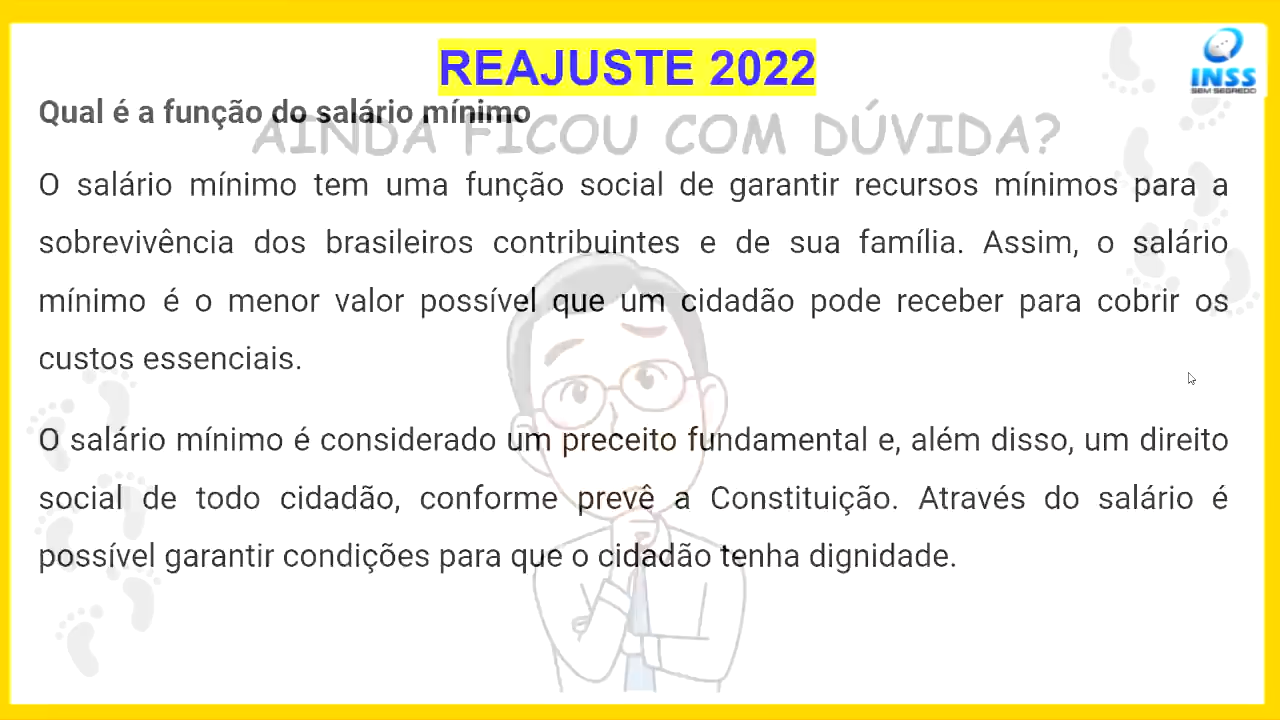 REAJUSTE 2022
INSS
SEM SEGREDO
Qual é a função do salário mínimo
AINDA FICOU COM DÚVIDA?
O salário mínimo tem uma função social de garantir recursos mínimos para a
sobrevivência dos brasileiros contribuintes e de sua família. Assim, o salário
mínimo é o menor valor possível que um cidadão pode receber para cobrir os
custos essenciais.
O salário mínimo é considerado um preceito fundamental e, além disso, um direito
social de todo cidadão, conforme prevê a Constituição. Através do salário é
possível garantir condições para que o cidadão tenha dignidade.